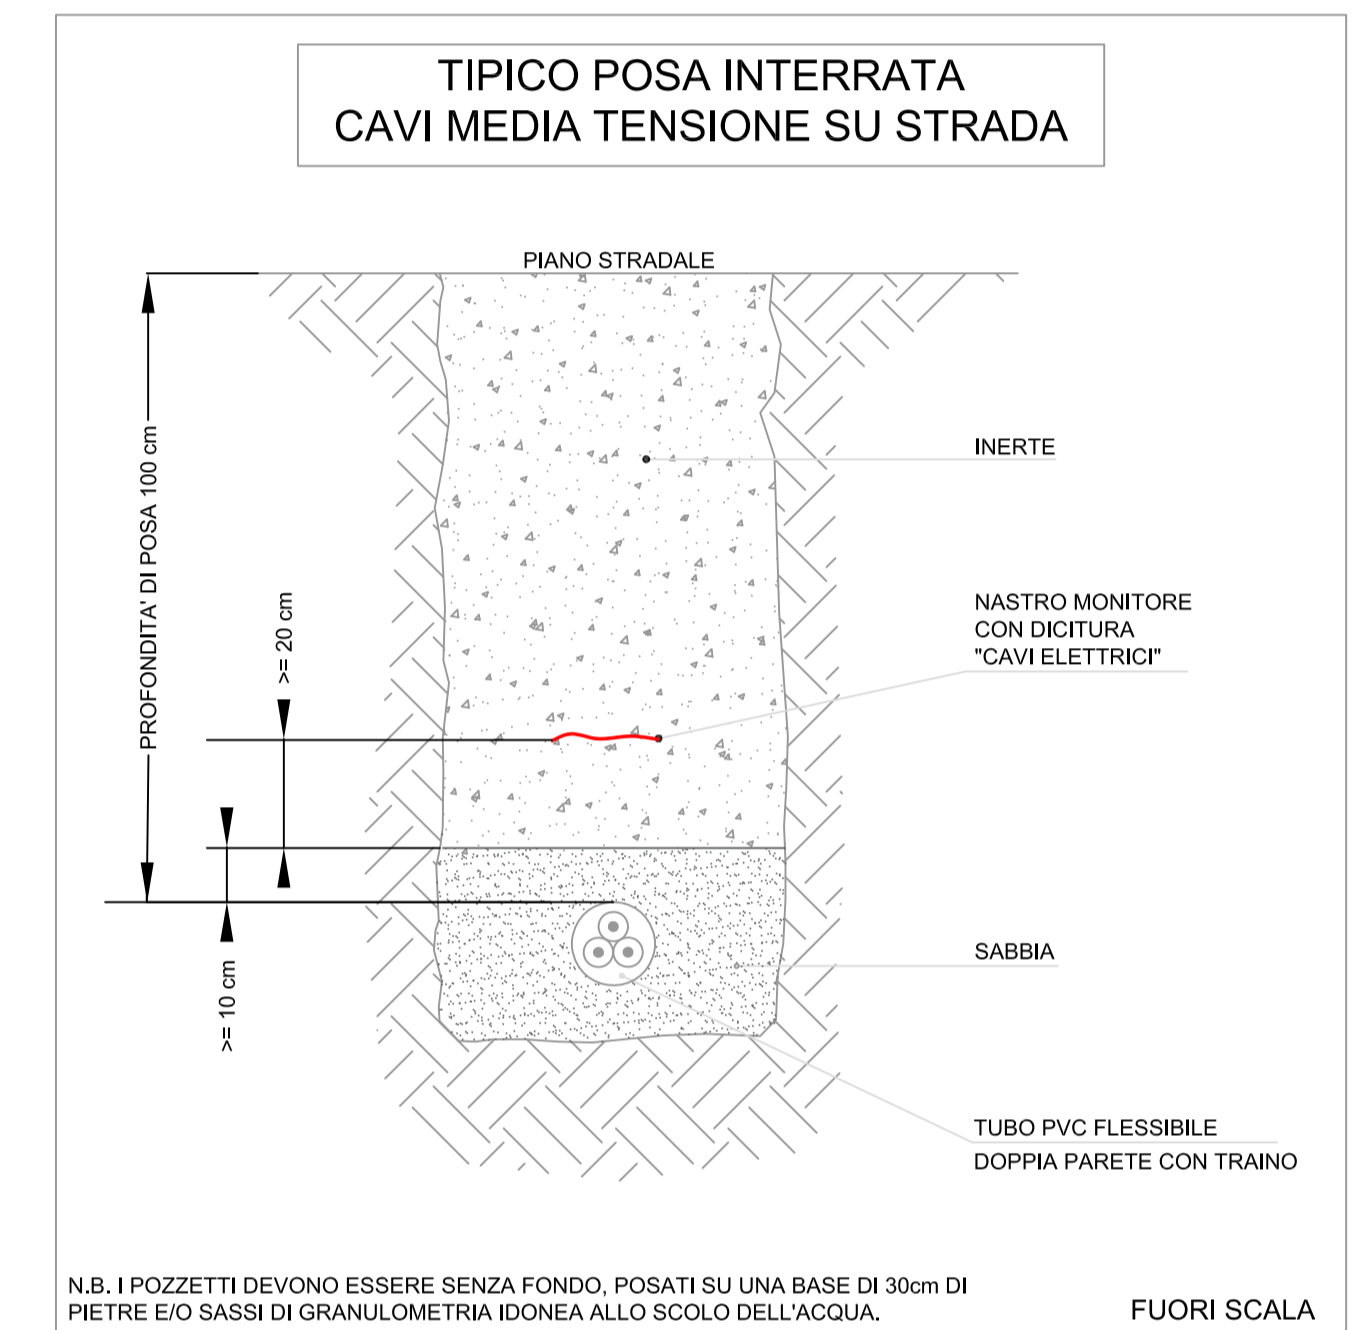 TIPICO POSA INTERRATA
CAVI MEDIA TENSIONE SU STRADA
PIANO STRADALE
PROFONDITA' DI POSA 100 cm
>= 20 cm
>= 10 cm
INERTE
NASTRO MONITORE
CON DICITURA
"CAVI ELETTRICI"
SABBIA
TUBO PVC FLESSIBILE
DOPPIA PARETE CON TRAINO
N.B. I POZZETTI DEVONO ESSERE SENZA FONDO, POSATI SU UNA BASE DI 30cm DI
PIETRE E/O SASSI DI GRANULOMETRIA IDONEA ALLO SCOLO DELL'ACQUA.
FUORI SCALA